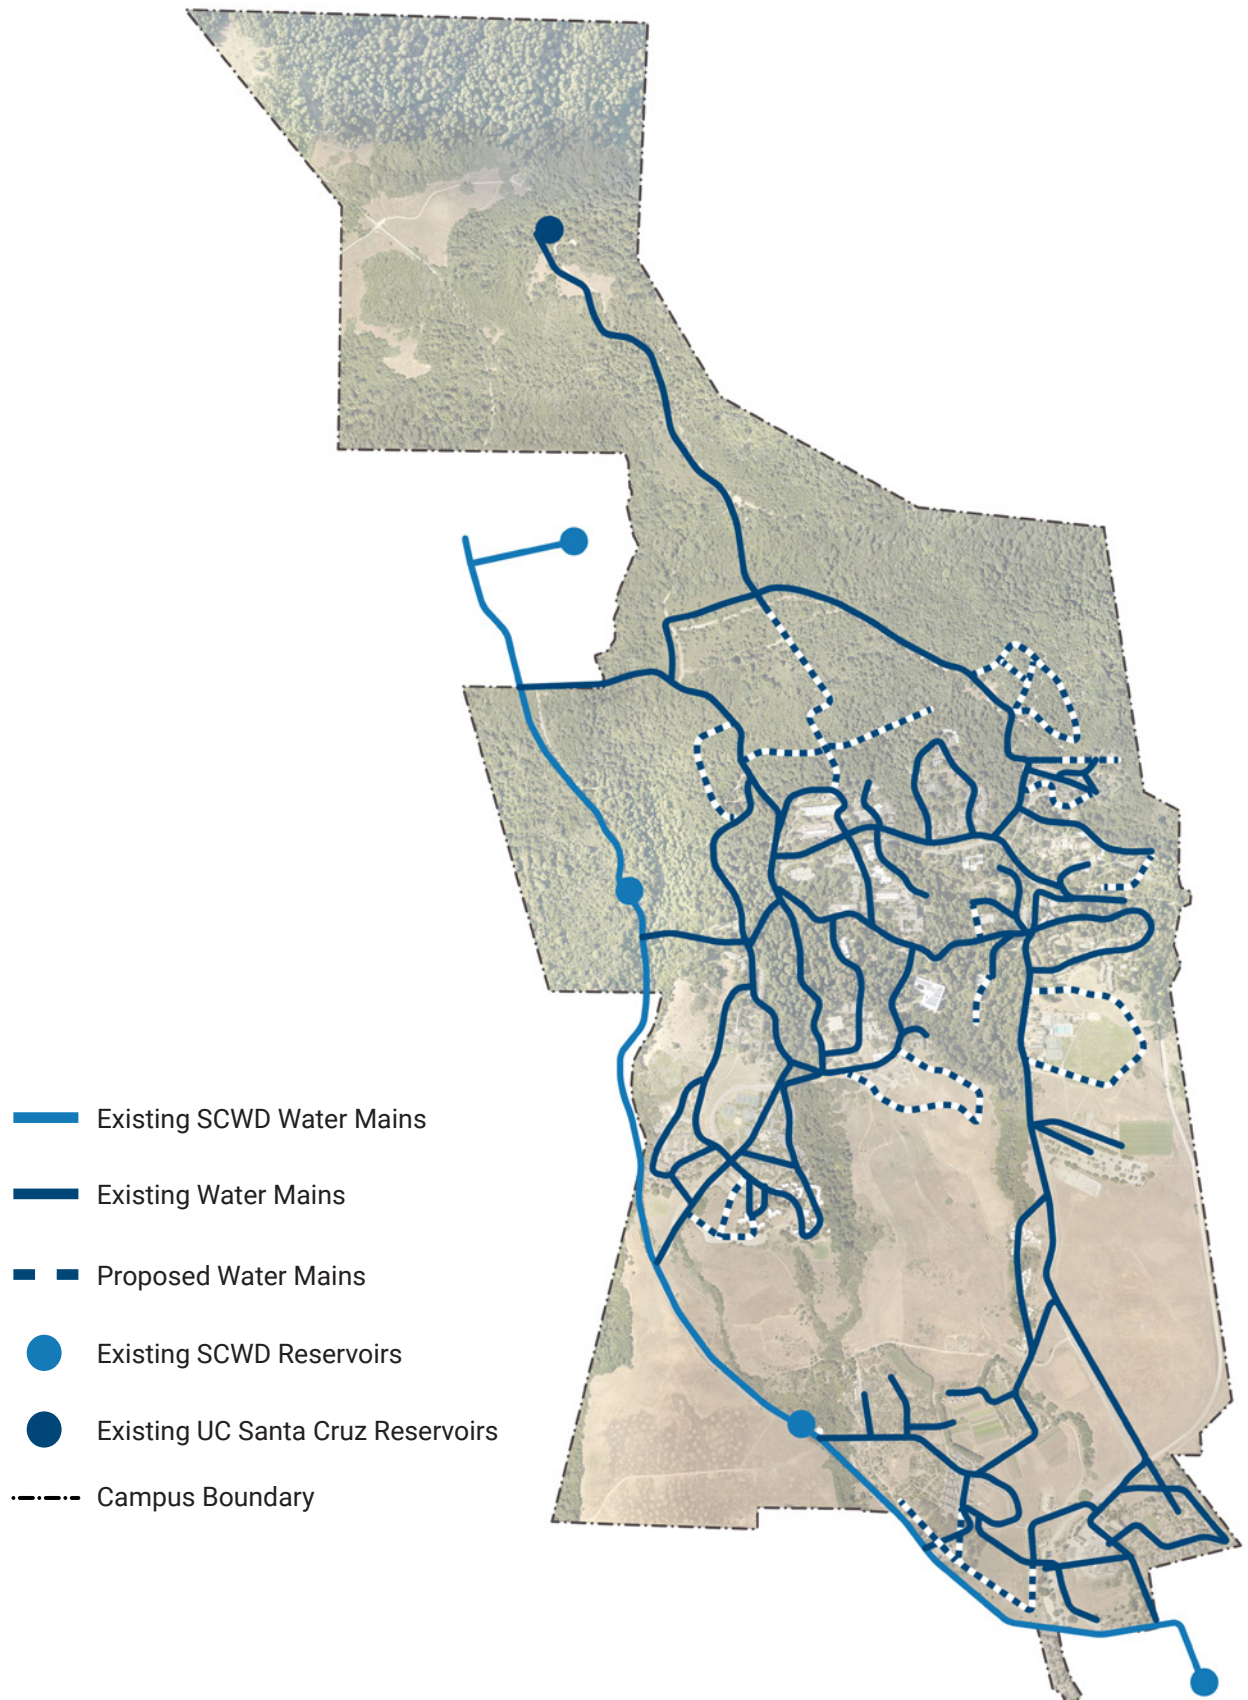 Existing SCWD Water Mains
Existing Water Mains
Proposed Water Mains
Existing SCWD Reservoirs
Existing UC Santa Cruz Reservoirs
Campus Boundary